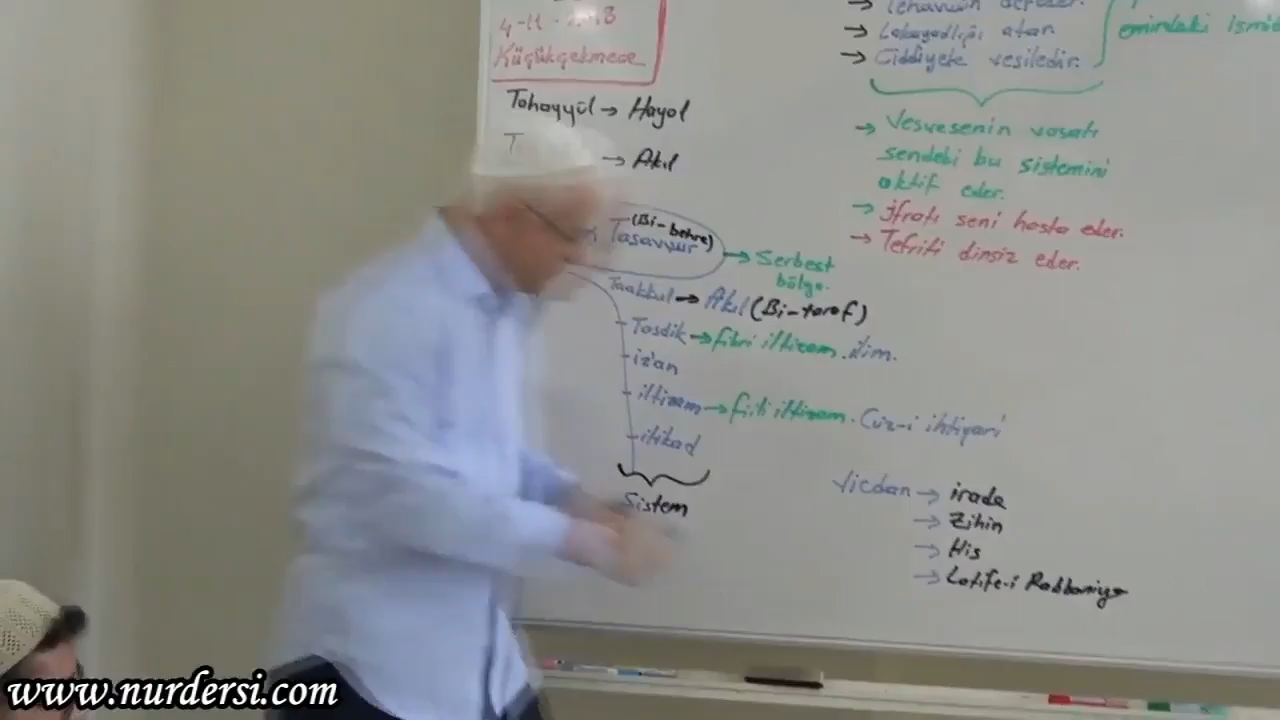 4-11
Küçükçekmece
Tahayyül → Hayal
T
→ Akıl
(Bi-behre)
Tasavvur → Serbest
bölge.
Taakkul → Akıl (Bi-taraf)
Tasdik → fikri iltizam. ilim.
iz'an
iltizam → fiili iltizam. Cüz-i ihtiyari
itikad
Sistem
→ Lakaydlığı atan
→ Ciddiyete vesiledir.
emirdeki
→ Vesvesenin vasatı
sendeki bu sistemini
aktif eder.
→ İfratı seni hasta eder.
→ Tefriti dinsiz eder.
Vicdan → irade
→ Zihin
→ His
→ Latife-i Rabbaniye
www.nurdersi.com